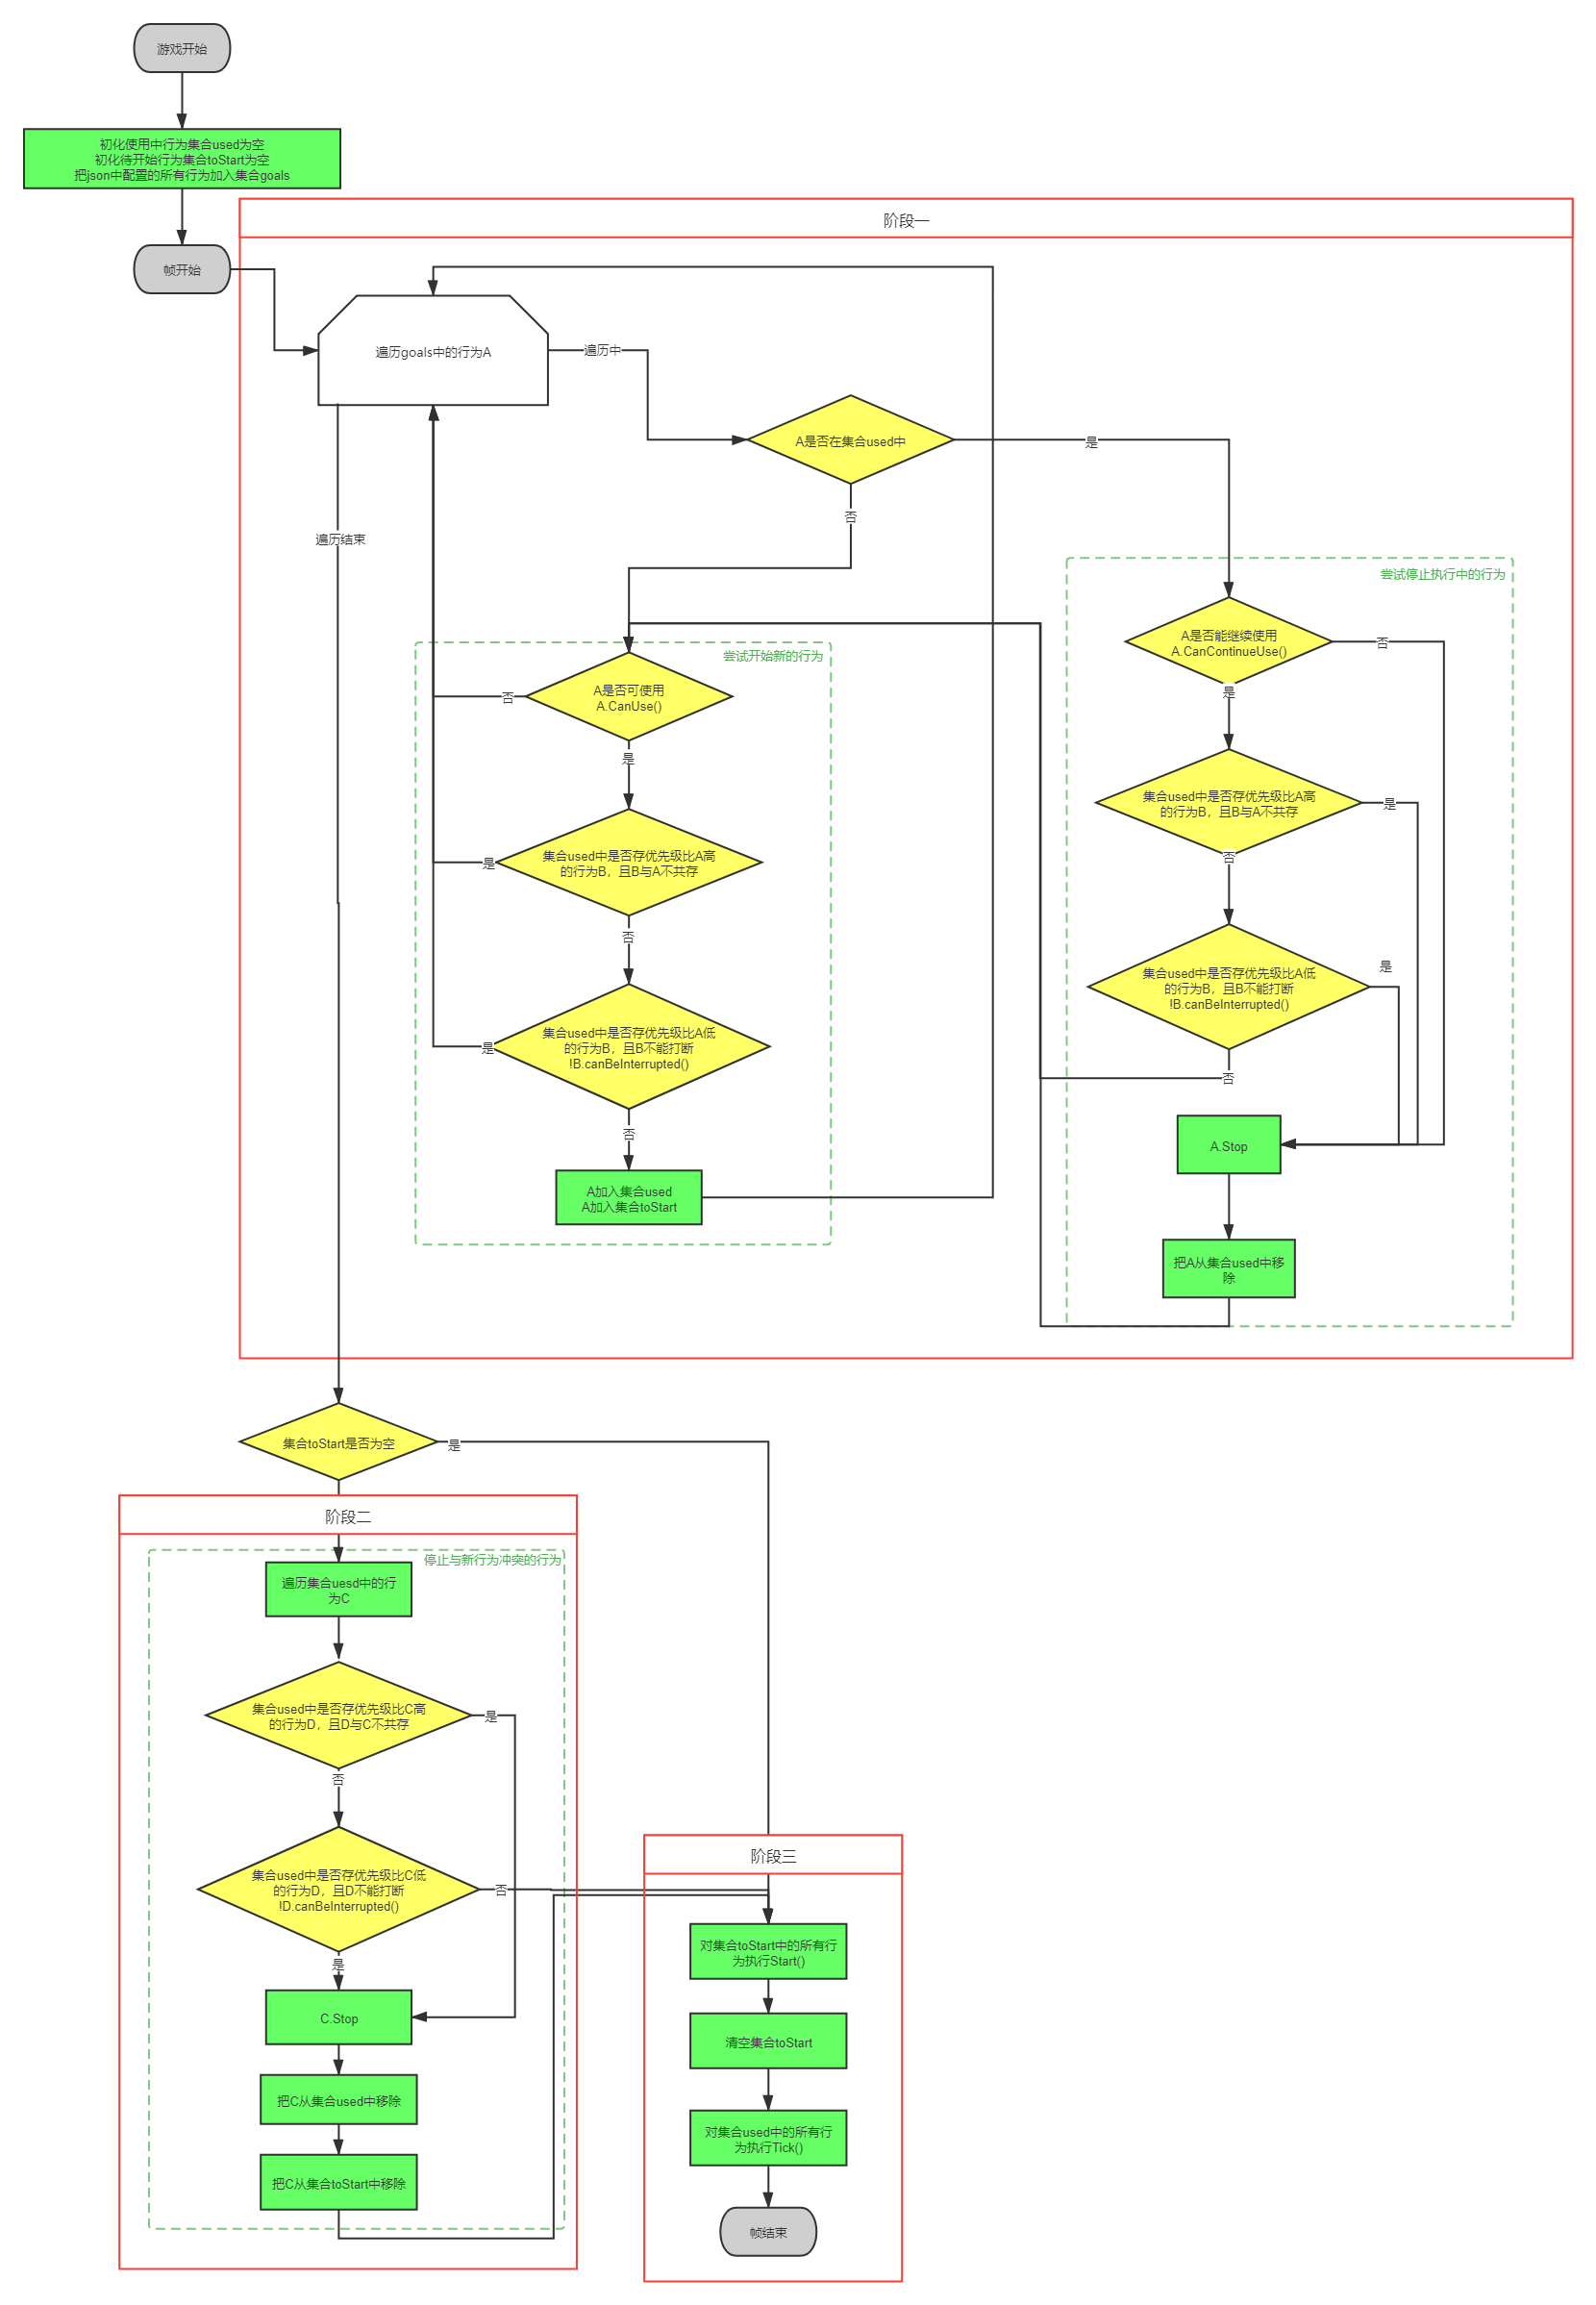 游戏开始
初化使用中行为集合used为空
初化待开始行为集合toStart为空
把json中配置的所有行为加入集合goals
帧开始
阶段一
遍历goals中的行为A
遍历中
A是否在集合used中
是
否
遍历结束
尝试停止执行中的行为
A是否能继续使用
A.CanContinueUse()
否
是
集合used中是否存优先级比A高
的行为B，且B与A不共存
是
否
集合used中是否存优先级比A低
的行为B，且B不能打断
!B.canBeInterrupted()
是
否
A.Stop
把A从集合used中移
除
尝试开始新的行为
A是否可使用
A.CanUse()
否
是
集合used中是否存优先级比A高
的行为B，且B与A不共存
是
否
集合used中是否存优先级比A低
的行为B，且B不能打断
!B.canBeInterrupted()
是
否
A加入集合used
A加入集合toStart
集合toStart是否为空
是
阶段二
停止与新行为冲突的行为
遍历集合uesd中的行
为C
集合used中是否存优先级比C高
的行为D，且D与C不共存
是
否
集合used中是否存优先级比C低
的行为D，且D不能打断
!D.canBeInterrupted()
否
是
C.Stop
把C从集合used中移除
把C从集合toStart中移除
阶段三
对集合toStart中的所有行
为执行Start()
清空集合toStart
对集合used中的所有行
为执行Tick()
帧结束